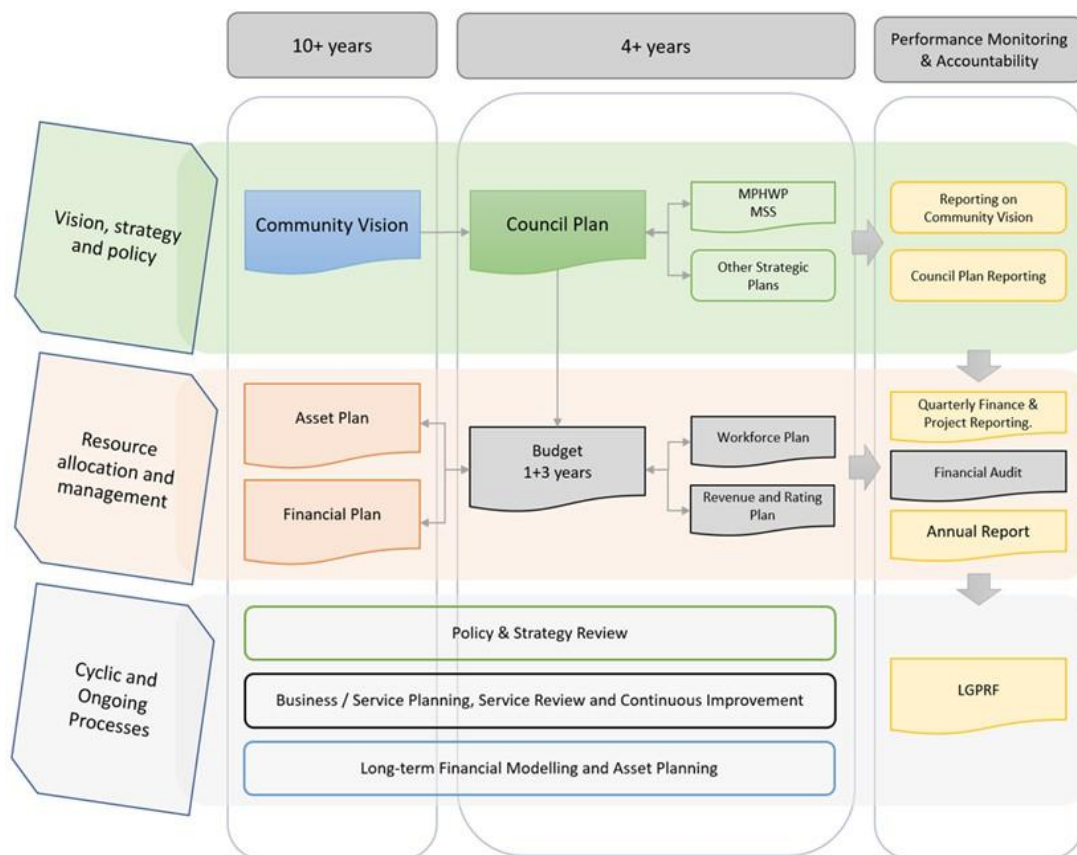 10+ years
4+ years
Performance Monitoring
& Accountability
Vision, strategy
and policy
Community Vision
Council Plan
MPHWP
MSS
Other Strategic
Plans
Reporting on
Community Vision
Council Plan Reporting
Resource
allocation and
management
Asset Plan
Financial Plan
Budget
1+3 years
Workforce Plan
Revenue and Rating
Plan
Quarterly Finance &
Project Reporting.
Financial Audit
Annual Report
Cyclic and
Ongoing
Processes
Policy & Strategy Review
Business / Service Planning, Service Review and Continuous Improvement
Long-term Financial Modelling and Asset Planning
LGPRF